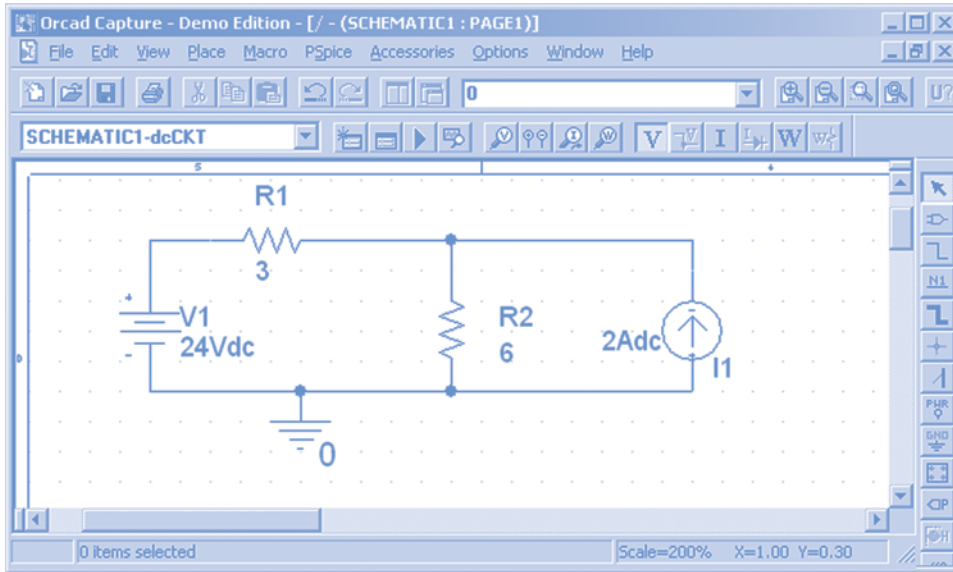 Orcad Capture - Demo Edition - [/ - (SCHEMATIC1 : PAGE1)]
File Edit View Place Macro PSpice Accessories Options Window Help
0
U?
SCHEMATIC1-dcCKT
V I W
5 4
R1
3
N1
+
V1
24Vdc
-
R2
6
2Adc
-
I1
D
PWR
GND
0
0 items selected
Scale=200% X=1.00 Y=0.30